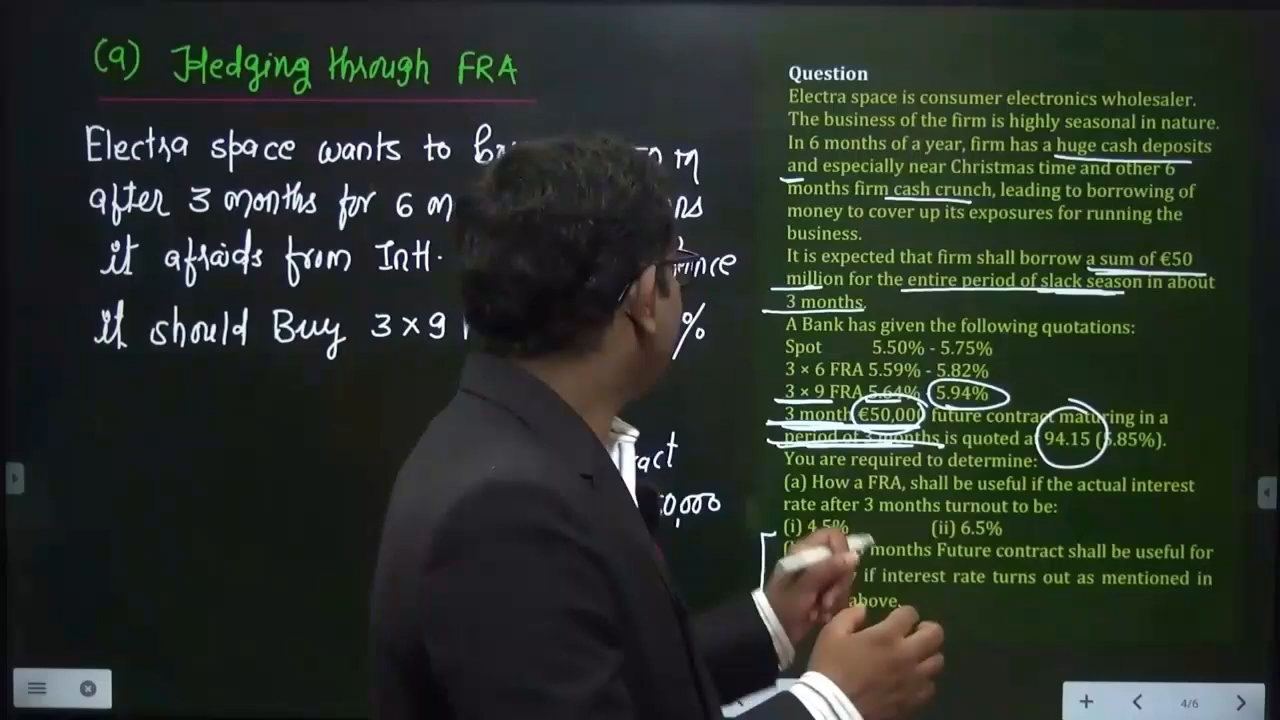 (a) Hedging through FRA
Electra space wants to
after 3 months for 6 m
it afraids from Intt.
it should Buy 3×9 %
Question
Electra space is consumer electronics wholesaler.
The business of the firm is highly seasonal in nature.
In 6 months of a year, firm has a huge cash deposits
and especially near Christmas time and other 6
months firm cash crunch, leading to borrowing of
money to cover up its exposures for running the
business.
It is expected that firm shall borrow a sum of €50
million for the entire period of slack season in about
3 months.
A Bank has given the following quotations:
Spot 5.50% - 5.75%
3 × 6 FRA 5.59% - 5.82%
3 × 9 FRA 5.64% - 5.94%
3 month €50,000 future contract maturing in a
period of 3 months is quoted at 94.15 (5.85%).
You are required to determine:
(a) How a FRA, shall be useful if the actual interest
rate after 3 months turnout to be:
(i) 4.5% (ii) 6.5%
months Future contract shall be useful for
if interest rate turns out as mentioned in
above.
4/6